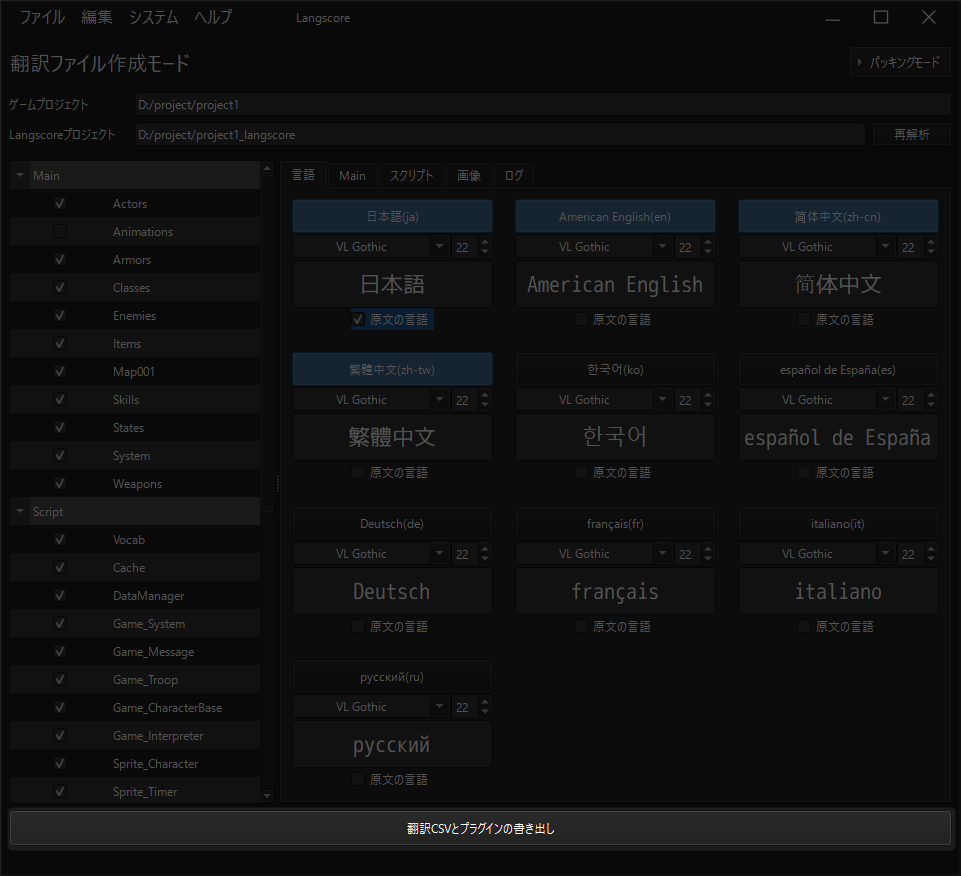 ファイル 編集 システム ヘルプ Langscore
翻訳ファイル作成モード
パッキングモード
ゲームプロジェクト D:/project/project1
Langscoreプロジェクト D:/project/project1_langscore 再解析
Main
Actors
Animations
Armors
Classes
Enemies
Items
Map001
Skills
States
System
Weapons
Script
Vocab
Cache
DataManager
Game_System
Game_Message
Game_Troop
Game_CharacterBase
Game_Interpreter
Sprite_Character
Sprite_Timer
言語 Main スクリプト 画像 ログ
日本語(ja) American English(en) 简体中文(zh-cn)
VL Gothic 22 VL Gothic 22 VL Gothic 22
日本語 American English 简体中文
原文の言語 原文の言語 原文の言語
繁體中文(zh-tw) 한국어(ko) español de España(es)
VL Gothic 22 VL Gothic 22 VL Gothic 22
繁體中文 한국어 español de España
原文の言語 原文の言語 原文の言語
Deutsch(de) français(fr) italiano(it)
VL Gothic 22 VL Gothic 22 VL Gothic 22
Deutsch français italiano
原文の言語 原文の言語 原文の言語
русский(ru)
VL Gothic 22
русский
原文の言語
翻訳CSVとプラグインの書き出し